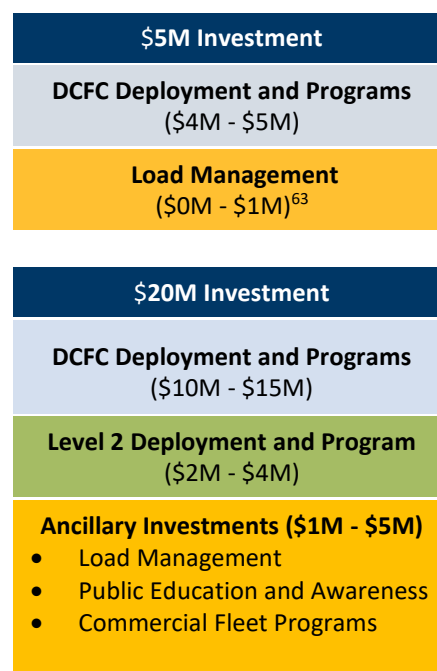 $5M Investment
DCFC Deployment and Programs
($4M - $5M)
Load Management
($0M - $1M)63
$20M Investment
DCFC Deployment and Programs
($10M - $15M)
Level 2 Deployment and Program
($2M - $4M)
Ancillary Investments ($1M - $5M)
• Load Management
• Public Education and Awareness
• Commercial Fleet Programs